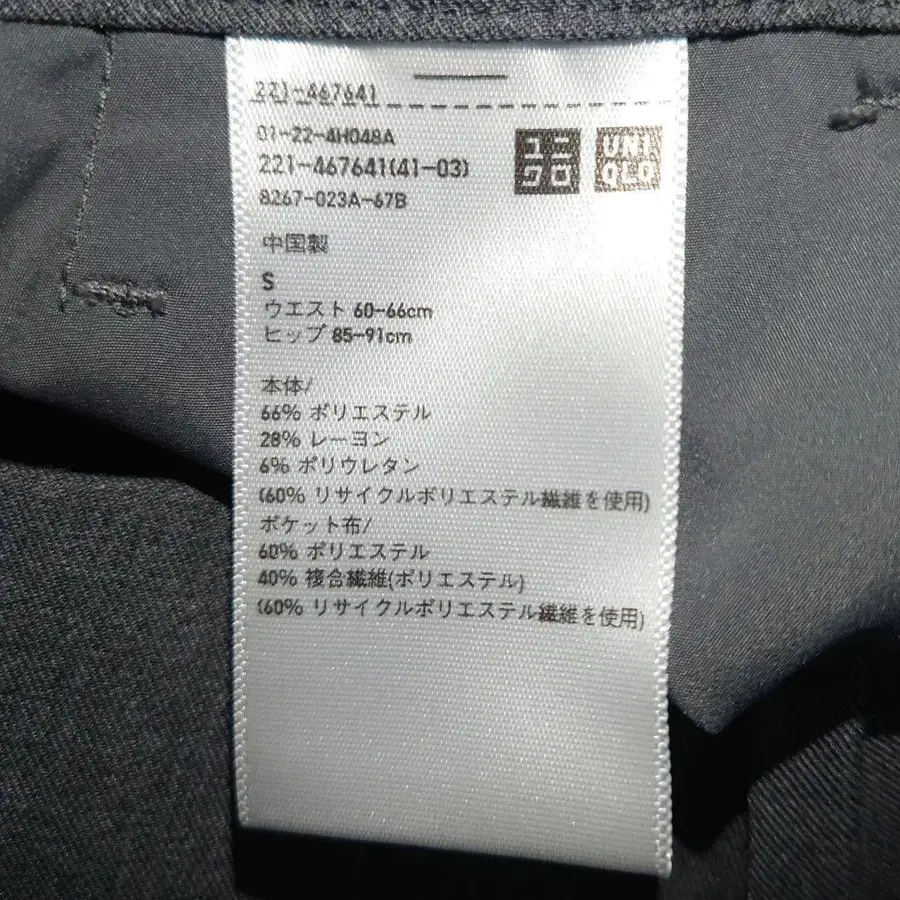 221-467641
01-22-4H048A
221-467641(41-03)
8267-023A-67B
ユニ
クロ
UNI
QLO
中国製
S
ウエスト 60-66cm
ヒップ 85-91cm
本体/
66% ポリエステル
28% レーヨン
6% ポリウレタン
(60% リサイクルポリエステル繊維を使用)
ポケット布/
60% ポリエステル
40% 複合繊維(ポリエステル)
(60% リサイクルポリエステル繊維を使用)